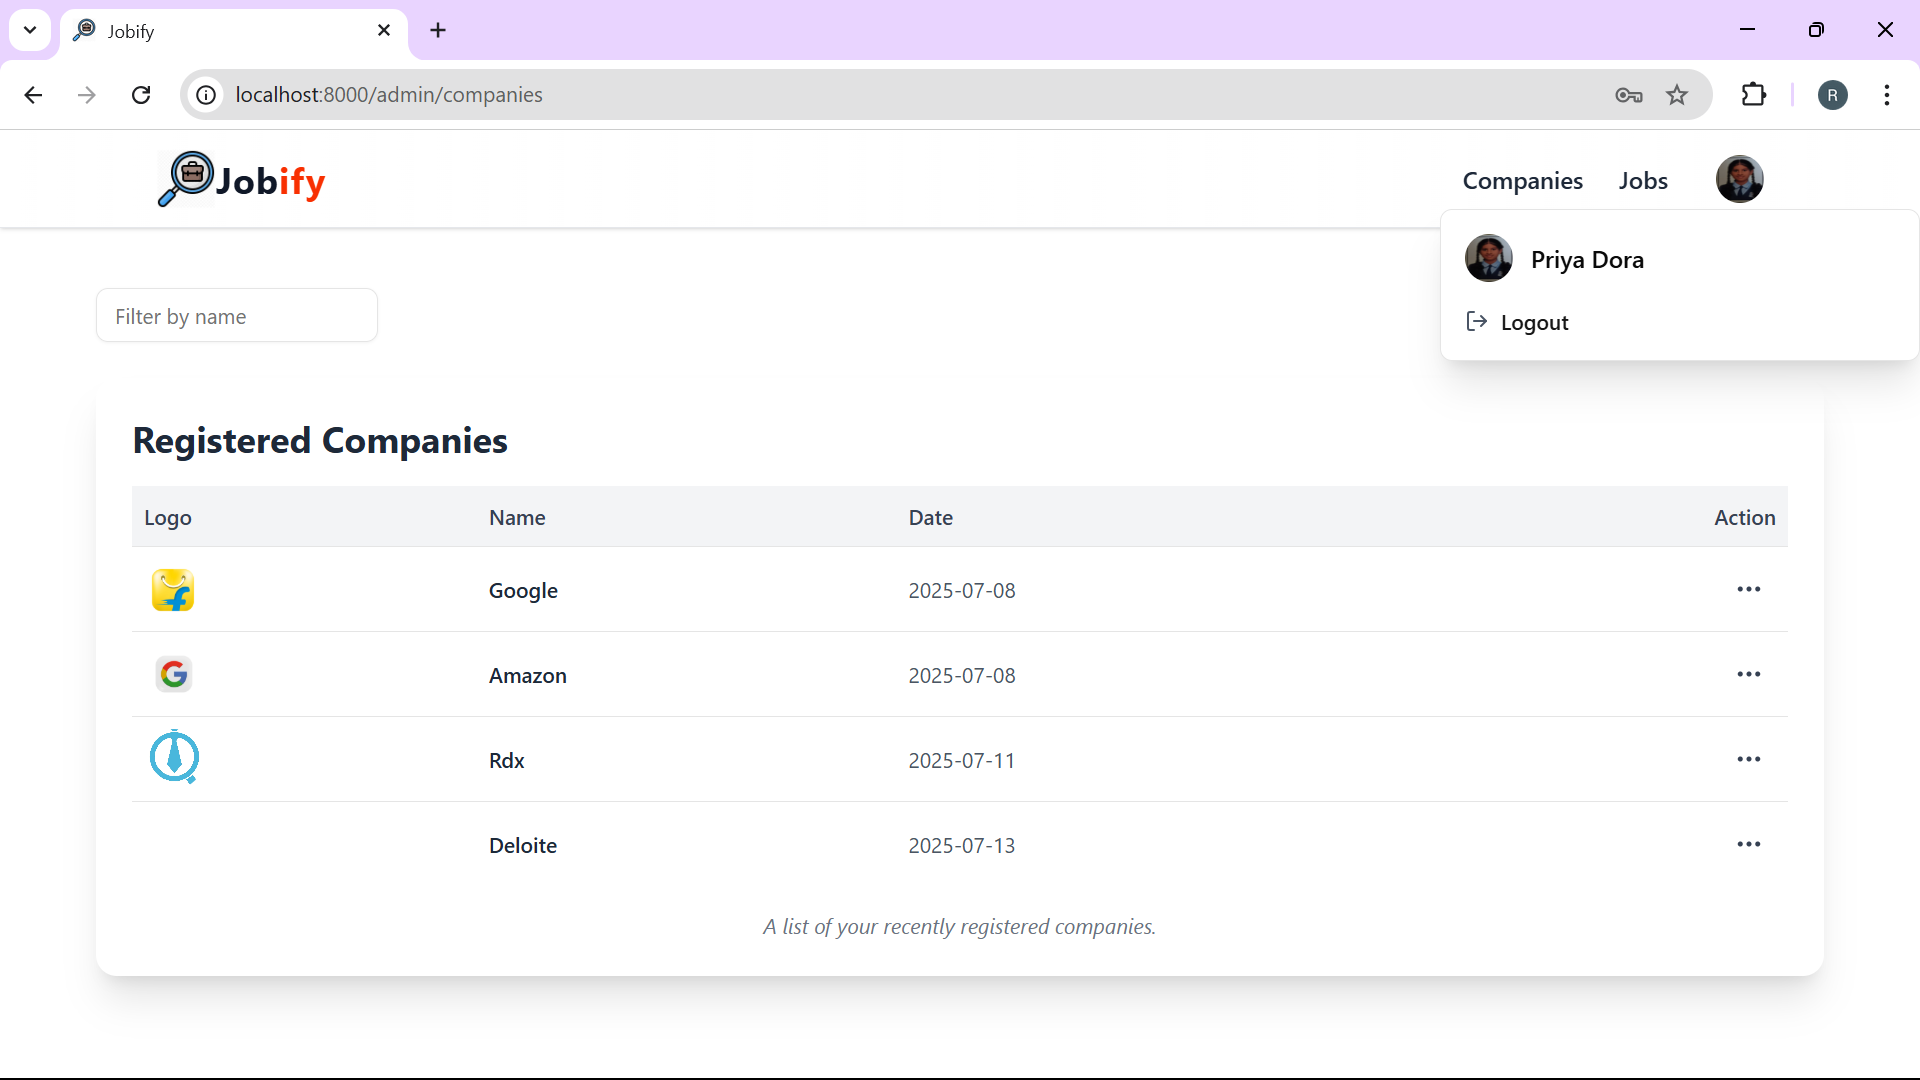 Jobify
localhost:8000/admin/companies
R
Jobify
Companies Jobs
Priya Dora
Logout
Filter by name
Registered Companies
Logo Name Date Action
Google 2025-07-08
G Amazon 2025-07-08
Rdx 2025-07-11
Deloite 2025-07-13
A list of your recently registered companies.